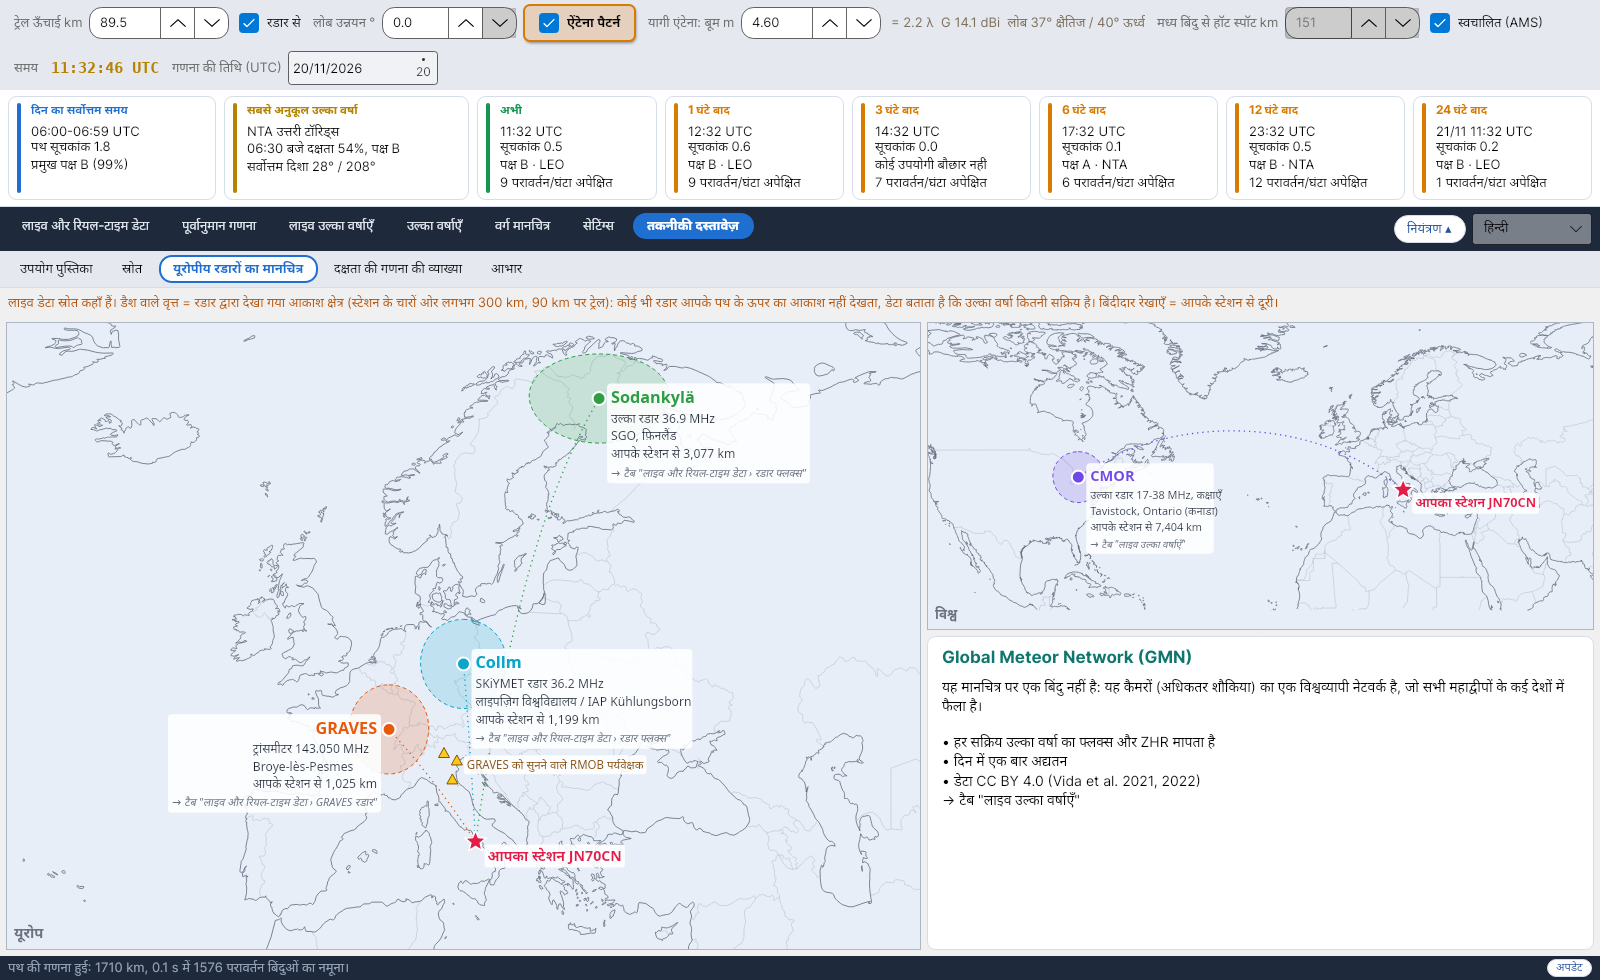 ट्रेल ऊँचाई km 89.5 रडार से लोब उन्नयन ° 0.0 ऐंटेना पैटर्न यागी एंटेना: बूम m 4.60 = 2.2 λ G 14.1 dBi लोब 37° क्षैतिज / 40° ऊर्ध्व मध्य बिंदु से हॉट स्पॉट km 151 स्वचालित (AMS)
समय 11:32:46 UTC गणना की तिथि (UTC) 20/11/2026 20
दिन का सर्वोत्तम समय
06:00-06:59 UTC
पथ सूचकांक 1.8
प्रमुख पक्ष B (99%)
सबसे अनुकूल उल्का वर्षा
NTA उत्तरी टॉरिड्स
06:30 बजे दक्षता 54%, पक्ष B
सर्वोत्तम दिशा 28° / 208°
अभी
11:32 UTC
सूचकांक 0.5
पक्ष B · LEO
9 परावर्तन/घंटा अपेक्षित
1 घंटे बाद
12:32 UTC
सूचकांक 0.6
पक्ष B · LEO
9 परावर्तन/घंटा अपेक्षित
3 घंटे बाद
14:32 UTC
सूचकांक 0.0
कोई उपयोगी बौछार नहीं
7 परावर्तन/घंटा अपेक्षित
6 घंटे बाद
17:32 UTC
सूचकांक 0.1
पक्ष A · NTA
6 परावर्तन/घंटा अपेक्षित
12 घंटे बाद
23:32 UTC
सूचकांक 0.5
पक्ष B · NTA
12 परावर्तन/घंटा अपेक्षित
24 घंटे बाद
21/11 11:32 UTC
सूचकांक 0.2
पक्ष B · LEO
1 परावर्तन/घंटा अपेक्षित
लाइव और रियल-टाइम डेटा पूर्वानुमान गणना लाइव उल्का वर्षाएँ उल्का वर्षाएँ वर्ग मानचित्र सेटिंग्स तकनीकी दस्तावेज़ नियंत्रण ▴ हिन्दी
उपयोग पुस्तिका स्रोत यूरोपीय रडारों का मानचित्र दक्षता की गणना की व्याख्या आभार
लाइव डेटा स्रोत कहाँ हैं। डैश वाले वृत्त = रडार द्वारा देखा गया आकाश क्षेत्र (स्टेशन के चारों ओर लगभग 300 km, 90 km पर ट्रेल): कोई भी रडार आपके पथ के ऊपर का आकाश नहीं देखता, डेटा बताता है कि उल्का वर्षा कितनी सक्रिय है। बिंदीदार रेखाएँ = आपके स्टेशन से दूरी।
Sodankylä
उल्का रडार 36.9 MHz
SGO, फ़िनलैंड
आपके स्टेशन से 3,077 km
→ टैब "लाइव और रियल-टाइम डेटा › रडार फ्लक्स"
Collm
SKiYMET रडार 36.2 MHz
लाइपज़िग विश्वविद्यालय / IAP Kühlungsborn
आपके स्टेशन से 1,199 km
→ टैब "लाइव और रियल-टाइम डेटा › रडार फ्लक्स"
GRAVES
ट्रांसमीटर 143.050 MHz
Broye-lès-Pesmes
आपके स्टेशन से 1,025 km
→ टैब "लाइव और रियल-टाइम डेटा › GRAVES रडार"
GRAVES को सुनने वाले RMOB पर्यवेक्षक
आपका स्टेशन JN70CN
यूरोप
CMOR
उल्का रडार 17-38 MHz, कक्षाएँ
Tavistock, Ontario (कनाडा)
आपके स्टेशन से 7,404 km
→ टैब "लाइव उल्का वर्षाएँ"
आपका स्टेशन JN70CN
विश्व
Global Meteor Network (GMN)
यह मानचित्र पर एक बिंदु नहीं है: यह कैमरों (अधिकतर शौकिया) का एक विश्वव्यापी नेटवर्क है, जो सभी महाद्वीपों के कई देशों में
फैला है।
• हर सक्रिय उल्का वर्षा का फ्लक्स और ZHR मापता है
• दिन में एक बार अद्यतन
• डेटा CC BY 4.0 (Vida et al. 2021, 2022)
→ टैब "लाइव उल्का वर्षाएँ"
पथ की गणना हुई: 1710 km, 0.1 s में 1576 परावर्तन बिंदुओं का नमूना। अपडेट